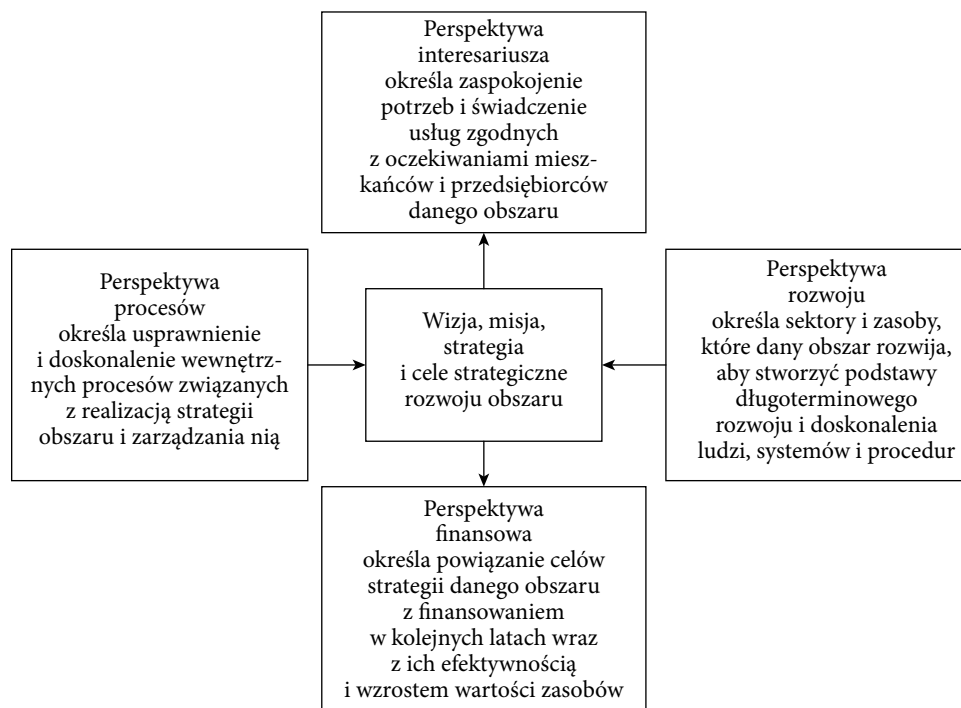 Perspektywa
interesariusza
określa zaspokojenie
potrzeb i świadczenie
usług zgodnych
z oczekiwaniami miesz-
kańców i przedsiębiorców
danego obszaru
Perspektywa
procesów
określa usprawnienie
i doskonalenie wewnętrz-
nych procesów związanych
z realizacją strategii
obszaru i zarządzania nią
Wizja, misja,
strategia
i cele strategiczne
rozwoju obszaru
Perspektywa
rozwoju
określa sektory i zasoby,
które dany obszar rozwija,
aby stworzyć podstawy
długoterminowego
rozwoju i doskonalenia
ludzi, systemów i procedur
Perspektywa
finansowa
określa powiązanie celów
strategii danego obszaru
z finansowaniem
w kolejnych latach wraz
z ich efektywnością
i wzrostem wartości zasobów